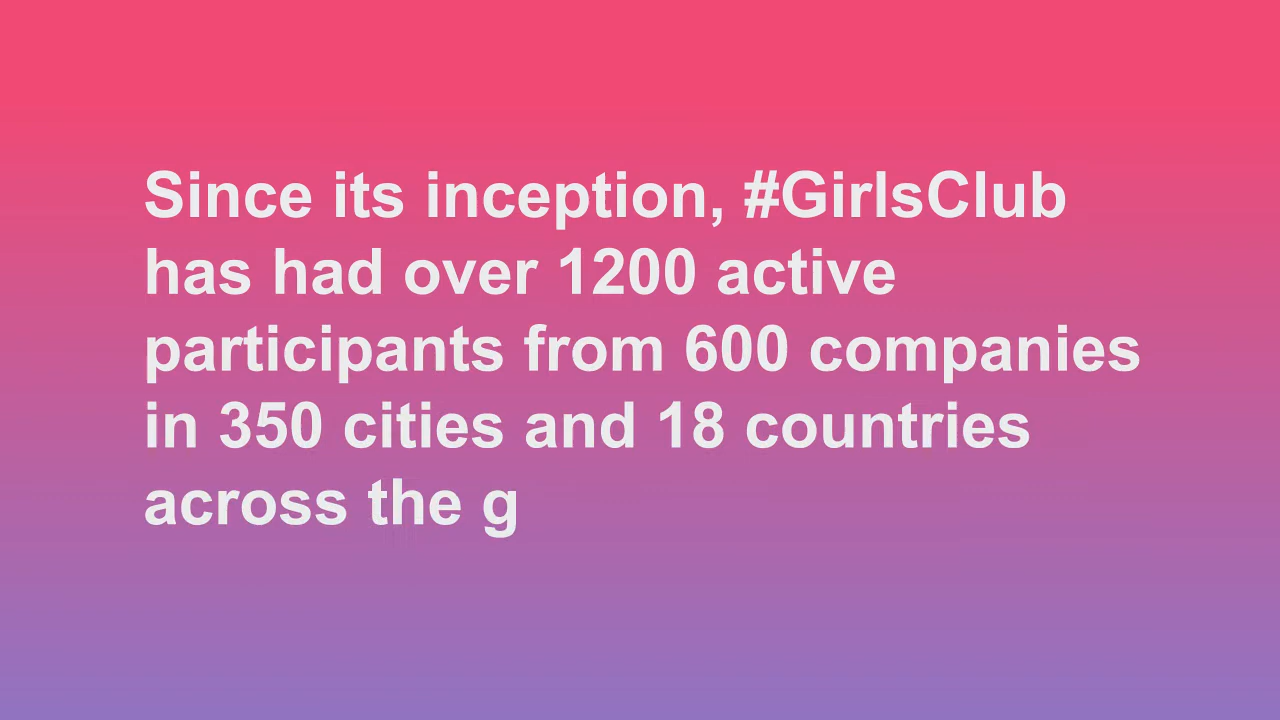 Since its inception, #GirlsClub
has had over 1200 active
participants from 600 companies
in 350 cities and 18 countries
across the g